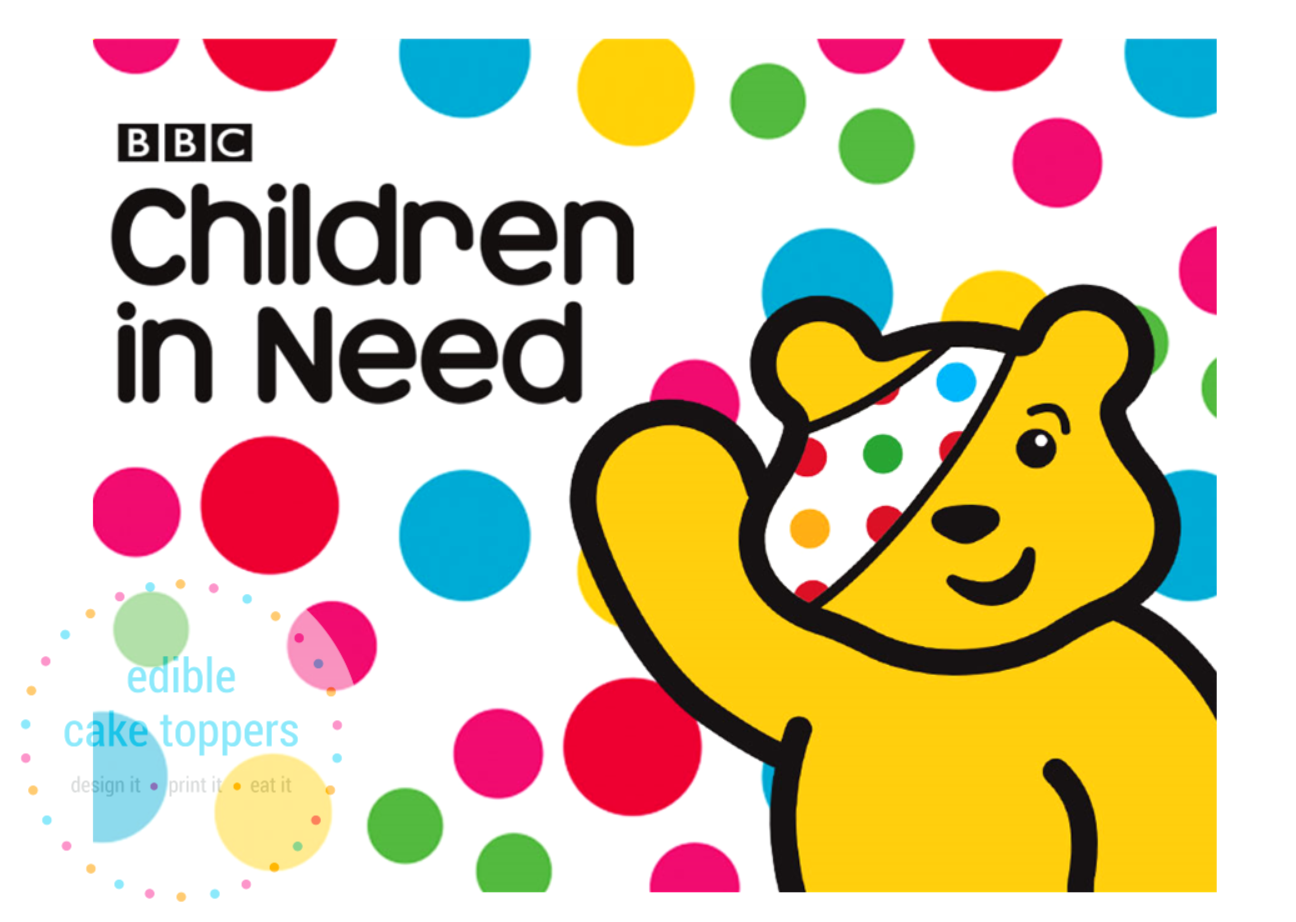 BBC
Children
in Need
edible
cake toppers
design it • print it • eat it